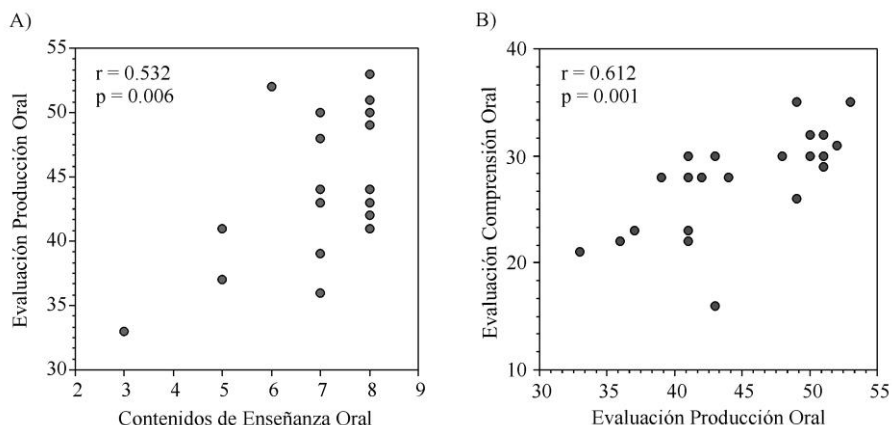 A)
r = 0.532
p = 0.006
Evaluación Producción Oral
55
50
45
40
35
30
2 3 4 5 6 7 8 9
Contenidos de Enseñanza Oral
B)
r = 0.612
p = 0.001
Evaluación Comprensión Oral
40
30
20
10
30 35 40 45 50 55
Evaluación Producción Oral